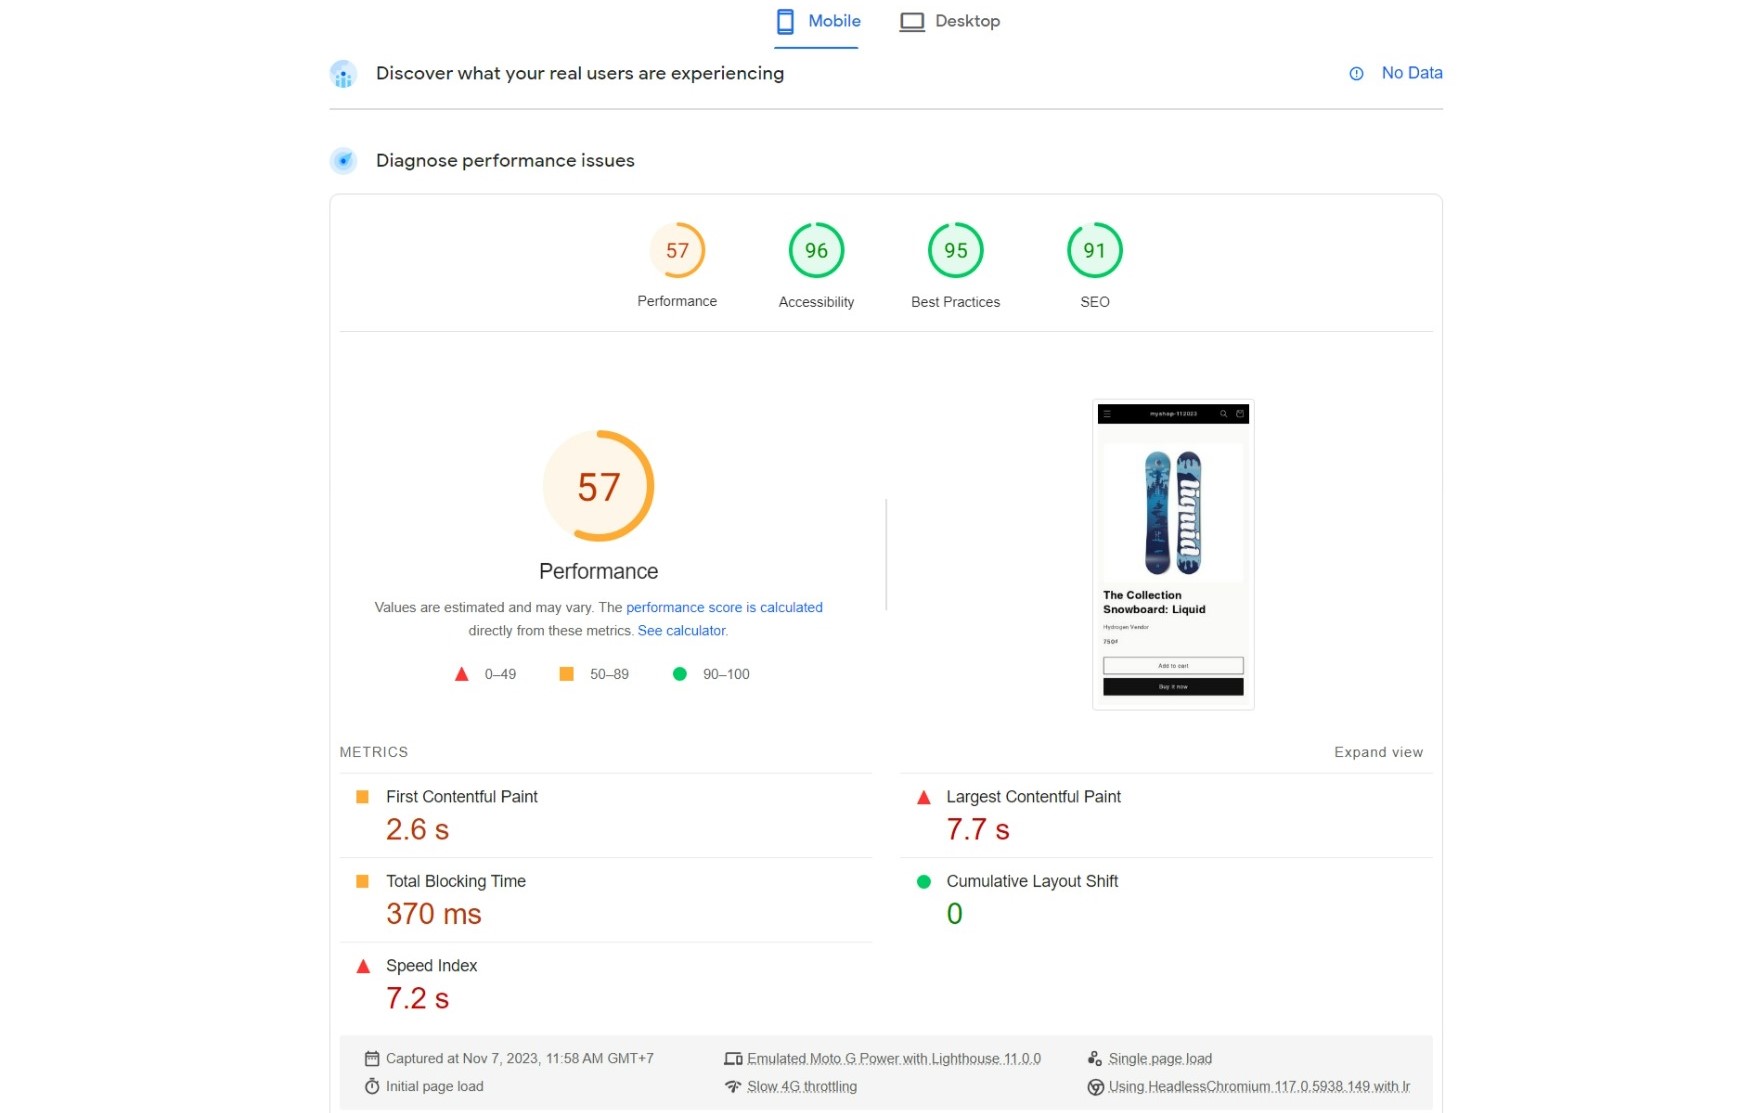 Mobile
Desktop
Discover what your real users are experiencing
No Data
Diagnose performance issues
57
96
95
91
Performance
Accessibility
Best Practices
SEO
57
Performance
Values are estimated and may vary. The performance score is calculated
directly from these metrics. See calculator.
0–49
50–89
90–100
myshop-112023
liquid
The Collection
Snowboard: Liquid
Hydrogen Vendor
Add to cart
Buy it now
METRICS
Expand view
First Contentful Paint
2.6 s
Largest Contentful Paint
7.7 s
Total Blocking Time
370 ms
Cumulative Layout Shift
0
Speed Index
7.2 s
Captured at Nov 7, 2023, 11:58 AM GMT+7
Emulated Moto G Power with Lighthouse 11.0.0
Single page load
Initial page load
Slow 4G throttling
Using HeadlessChromium 117.0.5938.149 with lr